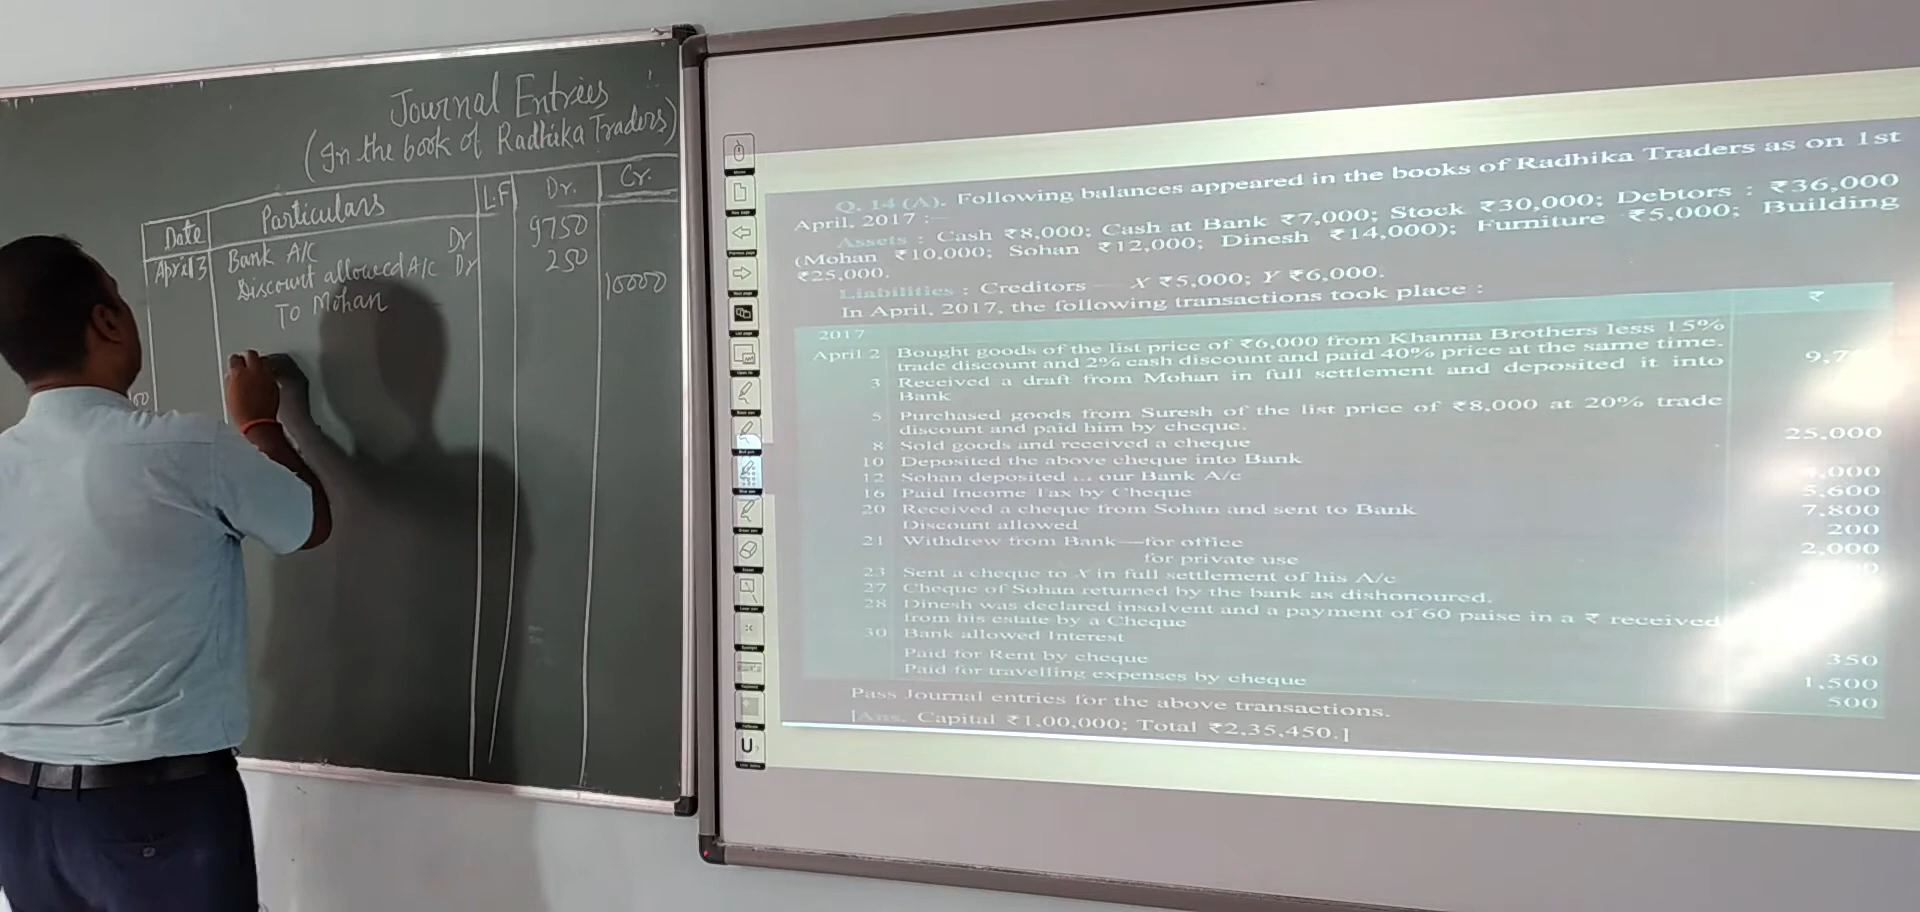 Journal Entries
(In the book of Radhika Traders)
Date Particulars L.F Dr. Cr.
April 3 Bank A/C Dr 9750
Discount allowed A/C Dr 250
To Mohan 10000
00
Q. 14 (A). Following balances appeared in the books of Radhika Traders as on 1st
April, 2017 :—
Assets : Cash ₹8,000; Cash at Bank ₹7,000; Stock ₹30,000; Debtors : ₹36,000
(Mohan ₹10,000; Sohan ₹12,000; Dinesh ₹14,000); Furniture ₹5,000; Building
₹25,000.
Liabilities : Creditors — X ₹5,000; Y ₹6,000.
In April, 2017, the following transactions took place :
2017 ₹
April 2 Bought goods of the list price of ₹6,000 from Khanna Brothers less 15%
trade discount and 2% cash discount and paid 40% price at the same time.
3 Received a draft from Mohan in full settlement and deposited it into 9,7
Bank
5 Purchased goods from Suresh of the list price of ₹8,000 at 20% trade
discount and paid him by cheque.
8 Sold goods and received a cheque 25,000
10 Deposited the above cheque into Bank
12 Sohan deposited our Bank A/c ,000
16 Paid Income Tax by Cheque 5,600
20 Received a cheque from Sohan and sent to Bank 7,800
Discount allowed 200
21 Withdrew from Bank—for office 2,000
for private use
23 Sent a cheque to X in full settlement of his A/c
27 Cheque of Sohan returned by the bank as dishonoured.
28 Dinesh was declared insolvent and a payment of 60 paise in a ₹ received
from his estate by a Cheque
30 Bank allowed Interest 350
Paid for Rent by cheque 1,500
Paid for travelling expenses by cheque 500
Pass Journal entries for the above transactions.
[Ans. Capital ₹1,00,000; Total ₹2,35,450.]